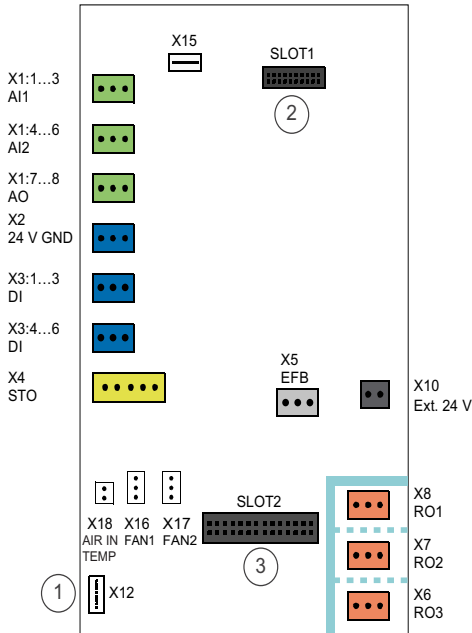 X15
SLOT1
2
X1:1…3
AI1
X1:4…6
AI2
X1:7…8
AO
X2
24 V GND
X3:1…3
DI
X3:4…6
DI
X4
STO
X5
EFB
X10
Ext. 24 V
X18
AIR IN
TEMP
X16
FAN1
X17
FAN2
SLOT2
3
X8
RO1
X7
RO2
X6
RO3
1
X12